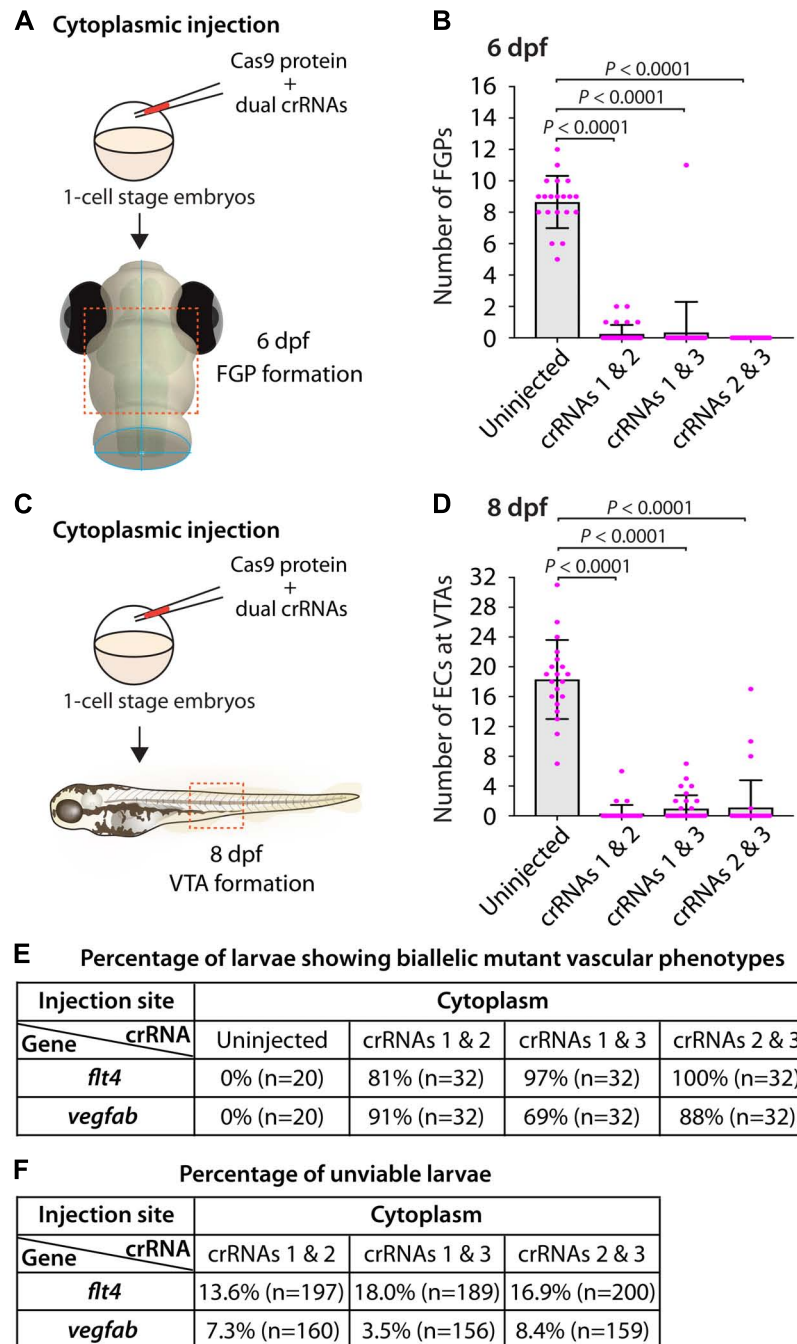 A Cytoplasmic injection
Cas9 protein
+
dual crRNAs
1-cell stage embryos
6 dpf
FGP formation
B
6 dpf
P < 0.0001
P < 0.0001
P < 0.0001
Number of FGPs
16
14
12
10
8
6
4
2
0
Uninjected
crRNAs 1 & 2
crRNAs 1 & 3
crRNAs 2 & 3
C
Cytoplasmic injection
Cas9 protein
+
dual crRNAs
1-cell stage embryos
8 dpf
VTA formation
D
8 dpf
P < 0.0001
P < 0.0001
P < 0.0001
Number of ECs at VTAs
32
28
24
20
16
12
8
4
0
Uninjected
crRNAs 1 & 2
crRNAs 1 & 3
crRNAs 2 & 3
E Percentage of larvae showing biallelic mutant vascular phenotypes
Injection site Cytoplasm
Gene crRNA Uninjected crRNAs 1 & 2 crRNAs 1 & 3 crRNAs 2 & 3
flt4 0% (n=20) 81% (n=32) 97% (n=32) 100% (n=32)
vegfab 0% (n=20) 91% (n=32) 69% (n=32) 88% (n=32)
F Percentage of unviable larvae
Injection site Cytoplasm
Gene crRNA crRNAs 1 & 2 crRNAs 1 & 3 crRNAs 2 & 3
flt4 13.6% (n=197) 18.0% (n=189) 16.9% (n=200)
vegfab 7.3% (n=160) 3.5% (n=156) 8.4% (n=159)